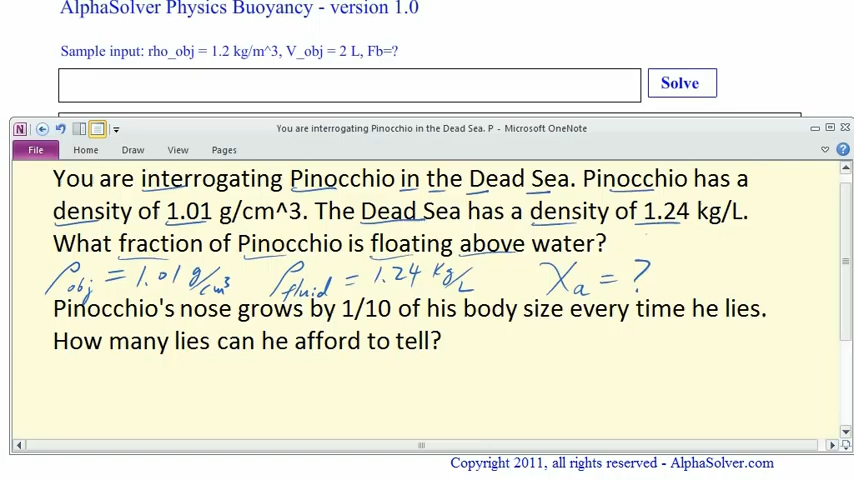 AlphaSolver Physics Buoyancy - version 1.0
Sample input: rho_obj = 1.2 kg/m^3, V_obj = 2 L, Fb=?
Solve
You are interrogating Pinocchio in the Dead Sea. P - Microsoft OneNote
File Home Draw View Pages
You are interrogating Pinocchio in the Dead Sea. Pinocchio has a
density of 1.01 g/cm^3. The Dead Sea has a density of 1.24 kg/L.
What fraction of Pinocchio is floating above water?
ρobj = 1.01 g/cm³ ρfluid = 1.24 kg/L Xa = ?
Pinocchio's nose grows by 1/10 of his body size every time he lies.
How many lies can he afford to tell?
Copyright 2011, all rights reserved - AlphaSolver.com